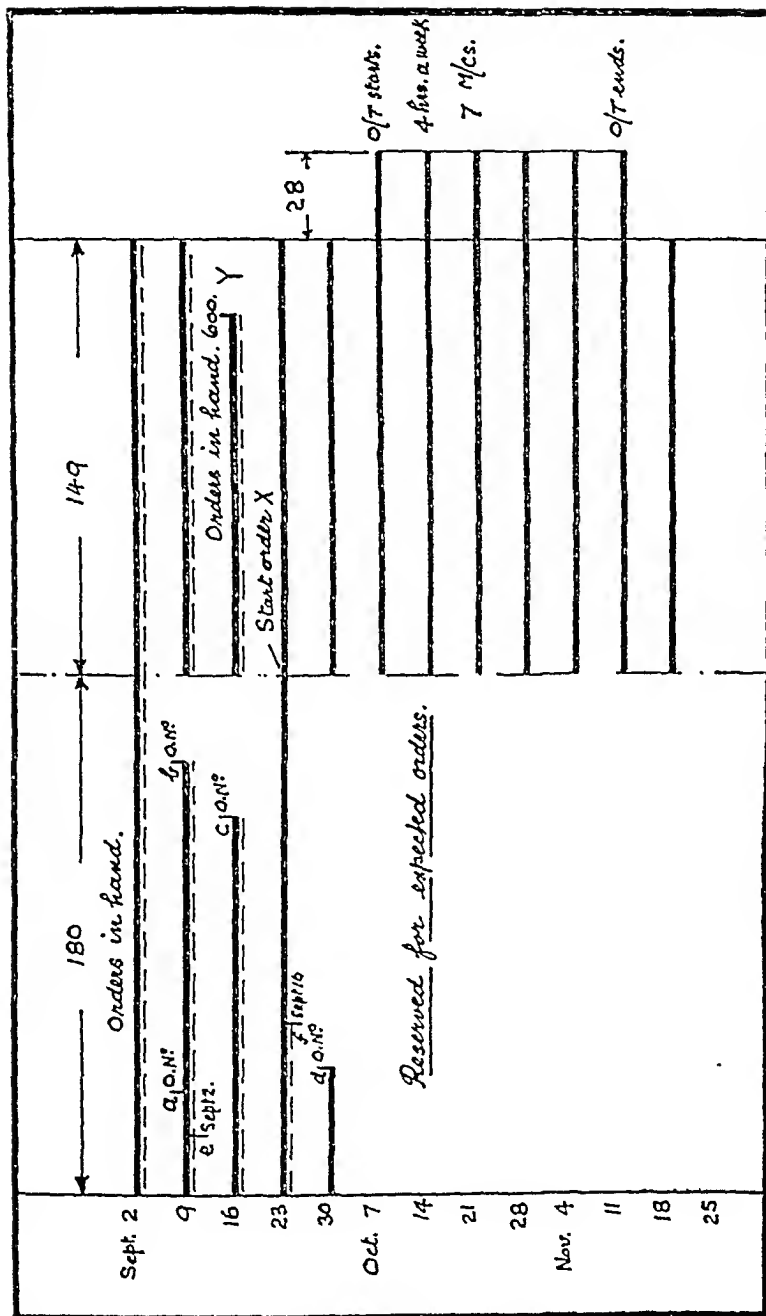 180
149
28
Orders in hand.
Orders in hand. 600. Y
Start order X
a O.Nº
b O.Nº
e Sept 2.
c O.Nº
f Sept 16
d O.Nº
Reserved for expected orders.
O/T starts.
4 hrs. a week
7 M/Cs.
O/T ends.
Sept. 2
9
16
23
30
Oct. 7
14
21
28
Nov. 4
11
18
25